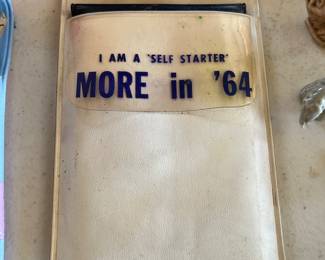 I AM A 'SELF STARTER'
MORE in '64